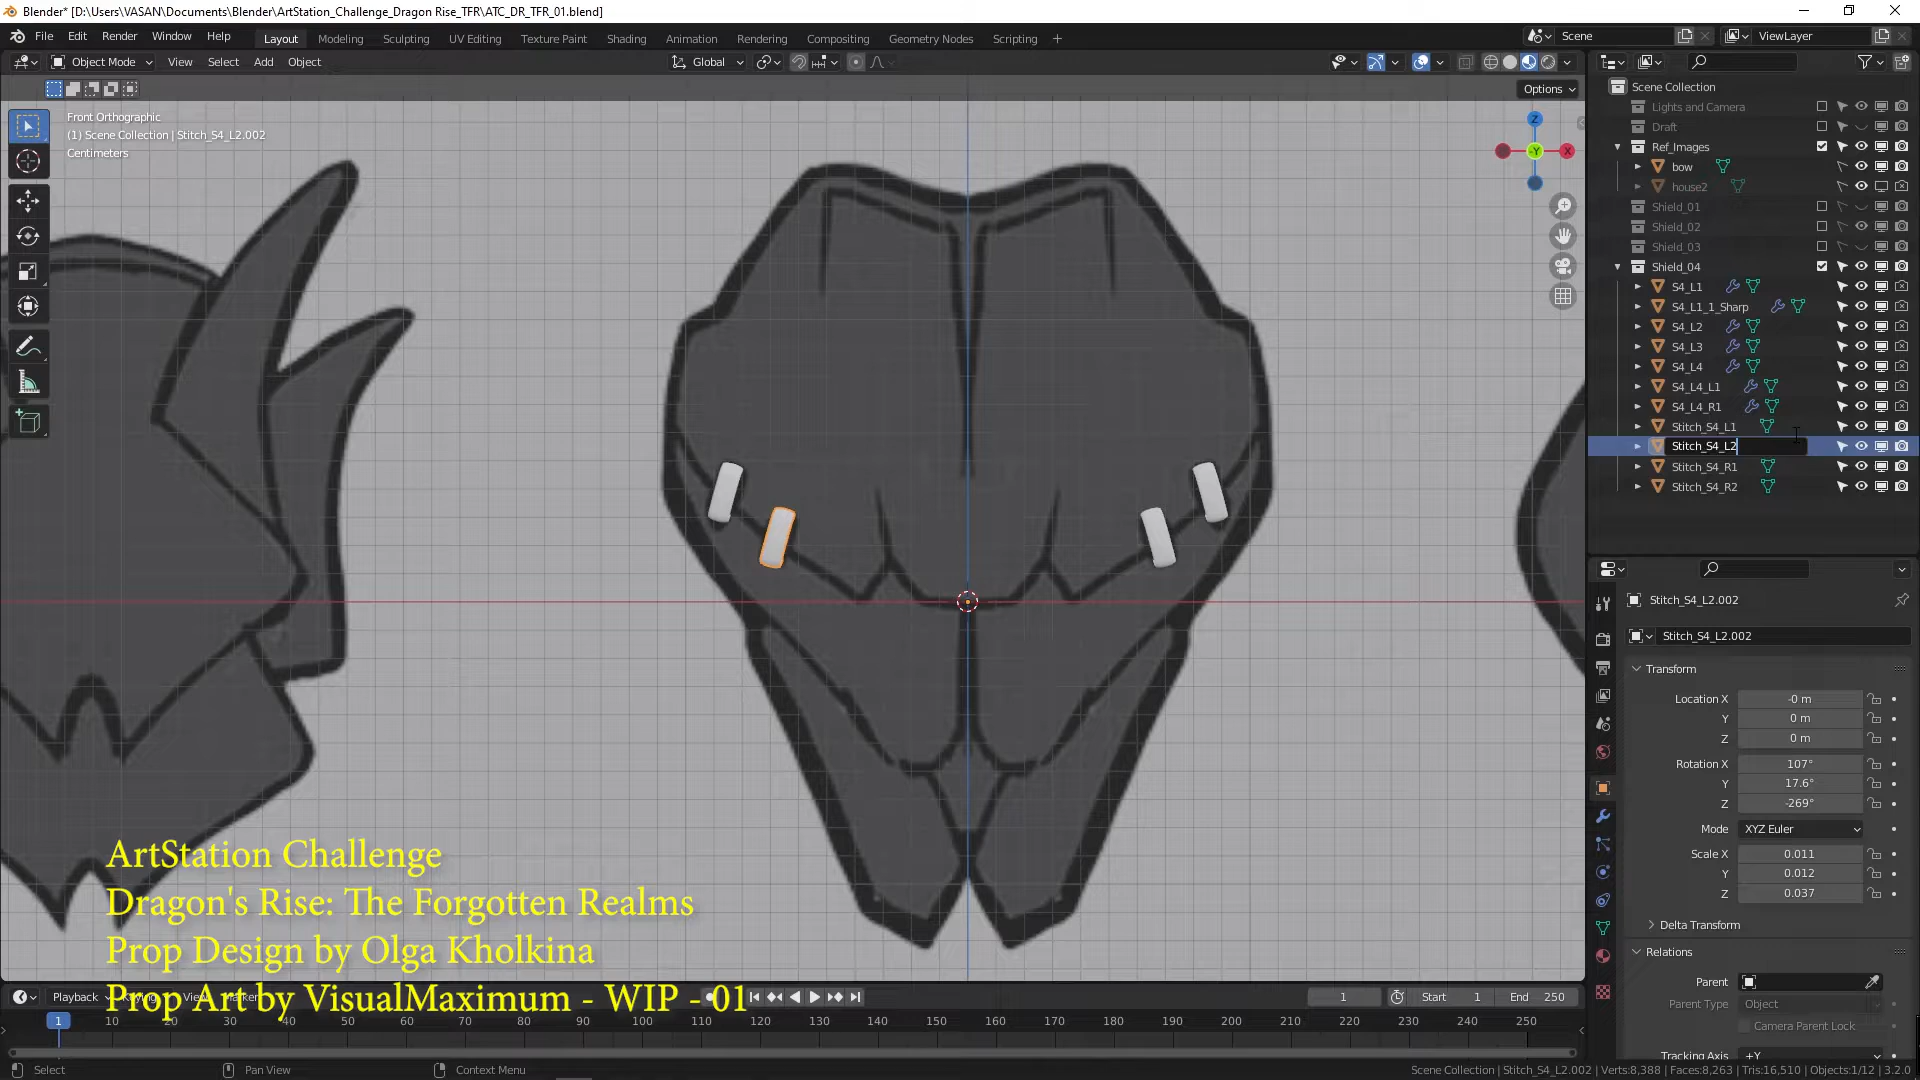 Blender* [D:\Users\VASAN\Documents\Blender\ArtStation_Challenge_Dragon Rise_TFR\ATC_DR_TFR_01.blend]
File Edit Render Window Help
Layout Modeling Sculpting UV Editing Texture Paint Shading Animation Rendering Compositing Geometry Nodes Scripting +
Scene
ViewLayer
Object Mode View Select Add Object
Global
Options
Front Orthographic
(1) Scene Collection | Stitch_S4_L2.002
Centimeters
Z
-Y
X
Scene Collection
Lights and Camera
Draft
Ref_Images
bow
house2
Shield_01
Shield_02
Shield_03
Shield_04
S4_L1
S4_L1_1_Sharp
S4_L2
S4_L3
S4_L4
S4_L4_L1
S4_L4_R1
Stitch_S4_L1
Stitch_S4_L2
Stitch_S4_R1
Stitch_S4_R2
Stitch_S4_L2.002
Stitch_S4_L2.002
Transform
Location X -0 m
Y 0 m
Z 0 m
Rotation X 107°
Y 17.6°
Z -269°
Mode XYZ Euler
Scale X 0.011
Y 0.012
Z 0.037
Delta Transform
Relations
Parent
Parent Type Object
Camera Parent Lock
Tracking Axis +Y
ArtStation Challenge
Dragon's Rise: The Forgotten Realms
Prop Design by Olga Kholkina
Prop Art by VisualMaximum - WIP - 01
Playback
1 Start 1 End 250
1 10 20 30 40 50 60 70 80 90 100 110 120 130 140 150 160 170 180 190 200 210 220 230 240 250
Select Pan View Context Menu
Scene Collection | Stitch_S4_L2.002 | Verts:8,388 | Faces:8,263 | Tris:16,510 | Objects:1/12 | 3.2.0